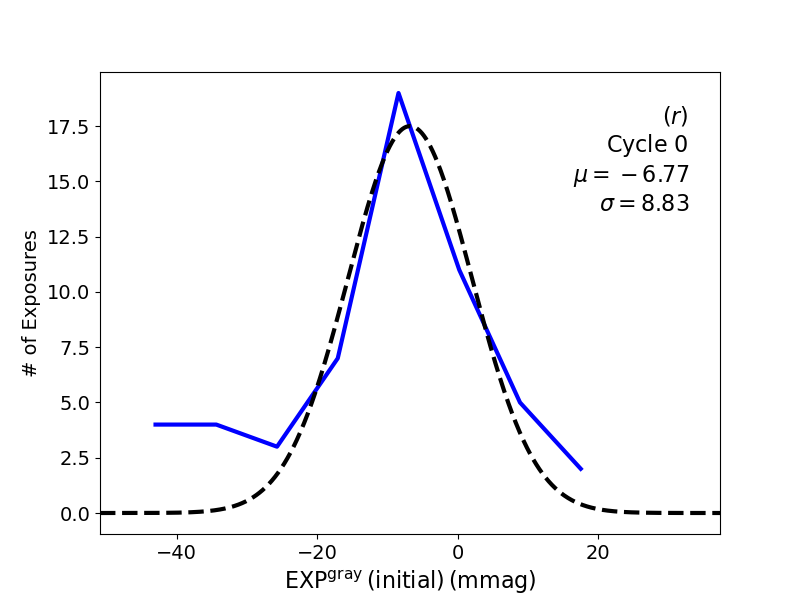 (r)
Cycle 0
μ = −6.77
σ = 8.83
17.5
15.0
12.5
10.0
7.5
5.0
2.5
0.0
# of Exposures
−40 −20 0 20
EXP^gray (initial) (mmag)